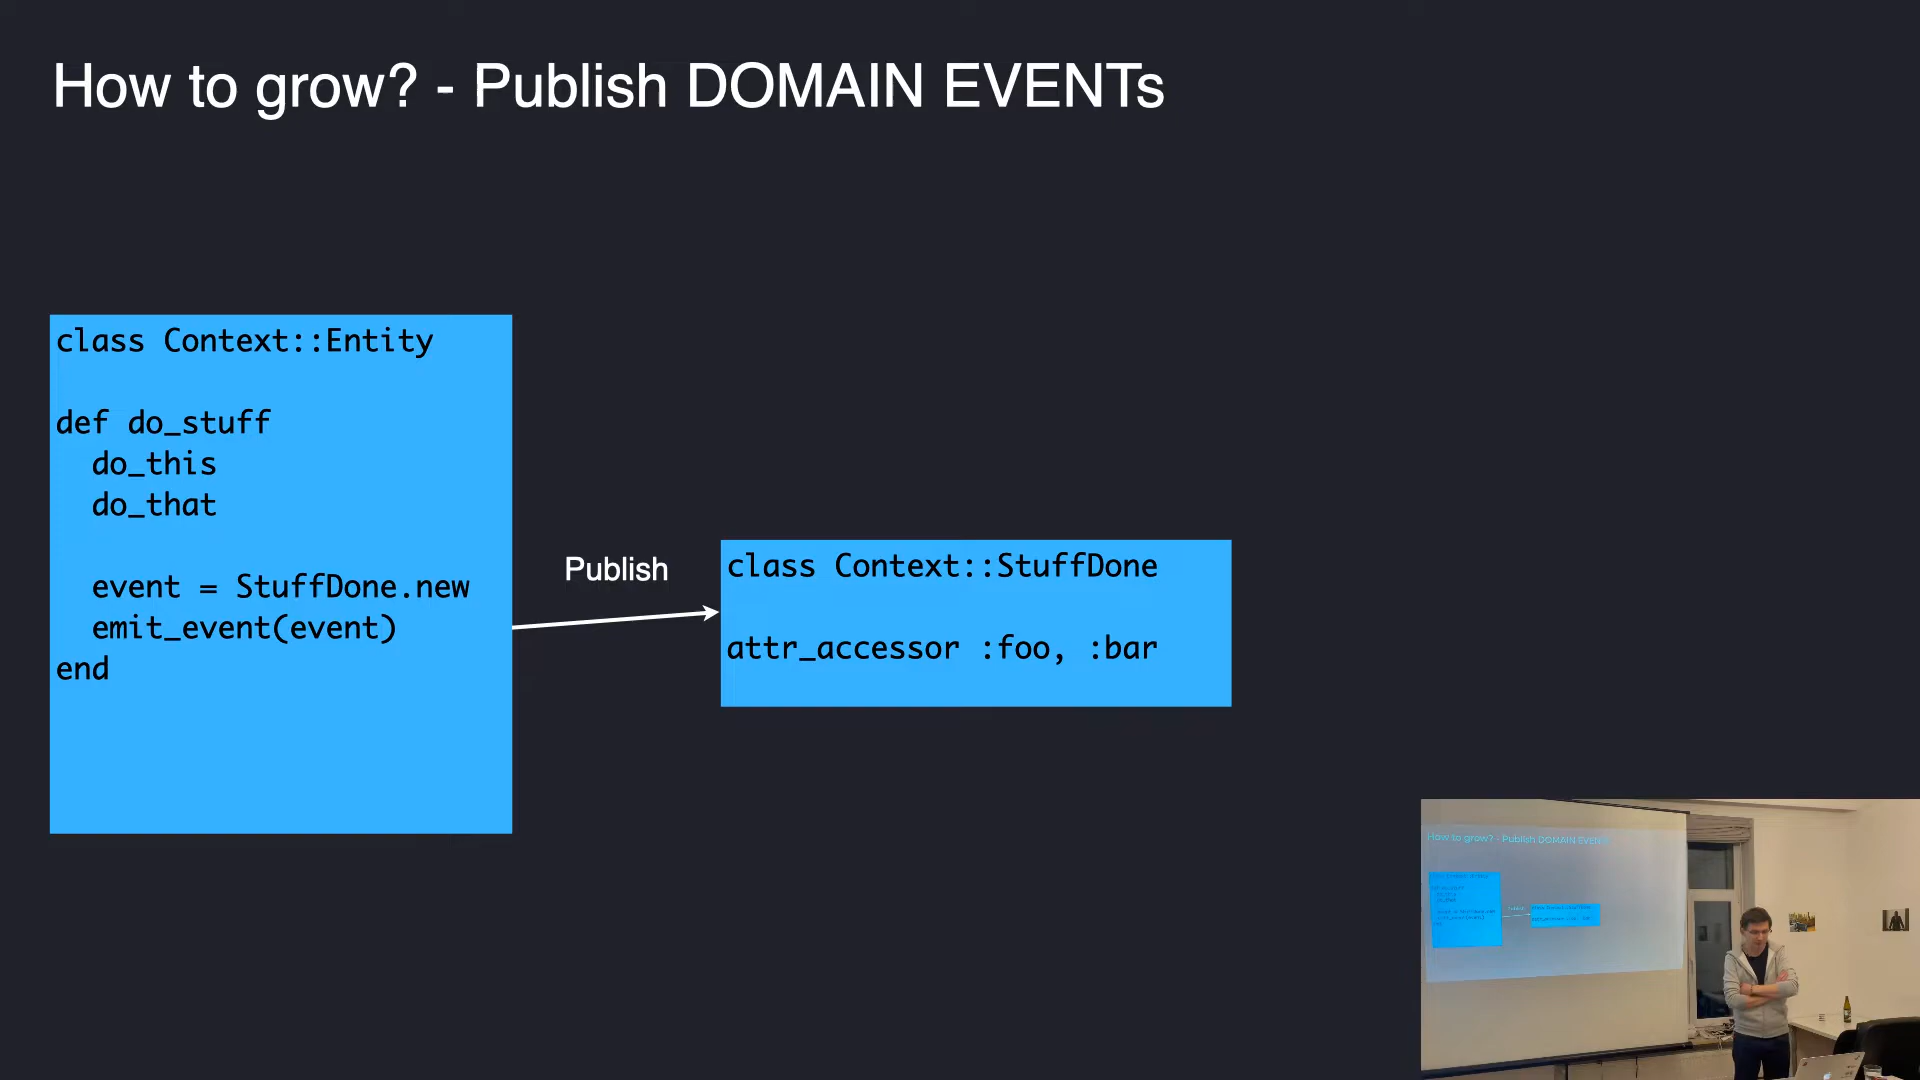 How to grow? - Publish DOMAIN EVENTs
class Context::Entity
def do_stuff
do_this
do_that
event = StuffDone.new
emit_event(event)
end
Publish
class Context::StuffDone
attr_accessor :foo, :bar
How to grow? - Publish DOMAIN EVENTs